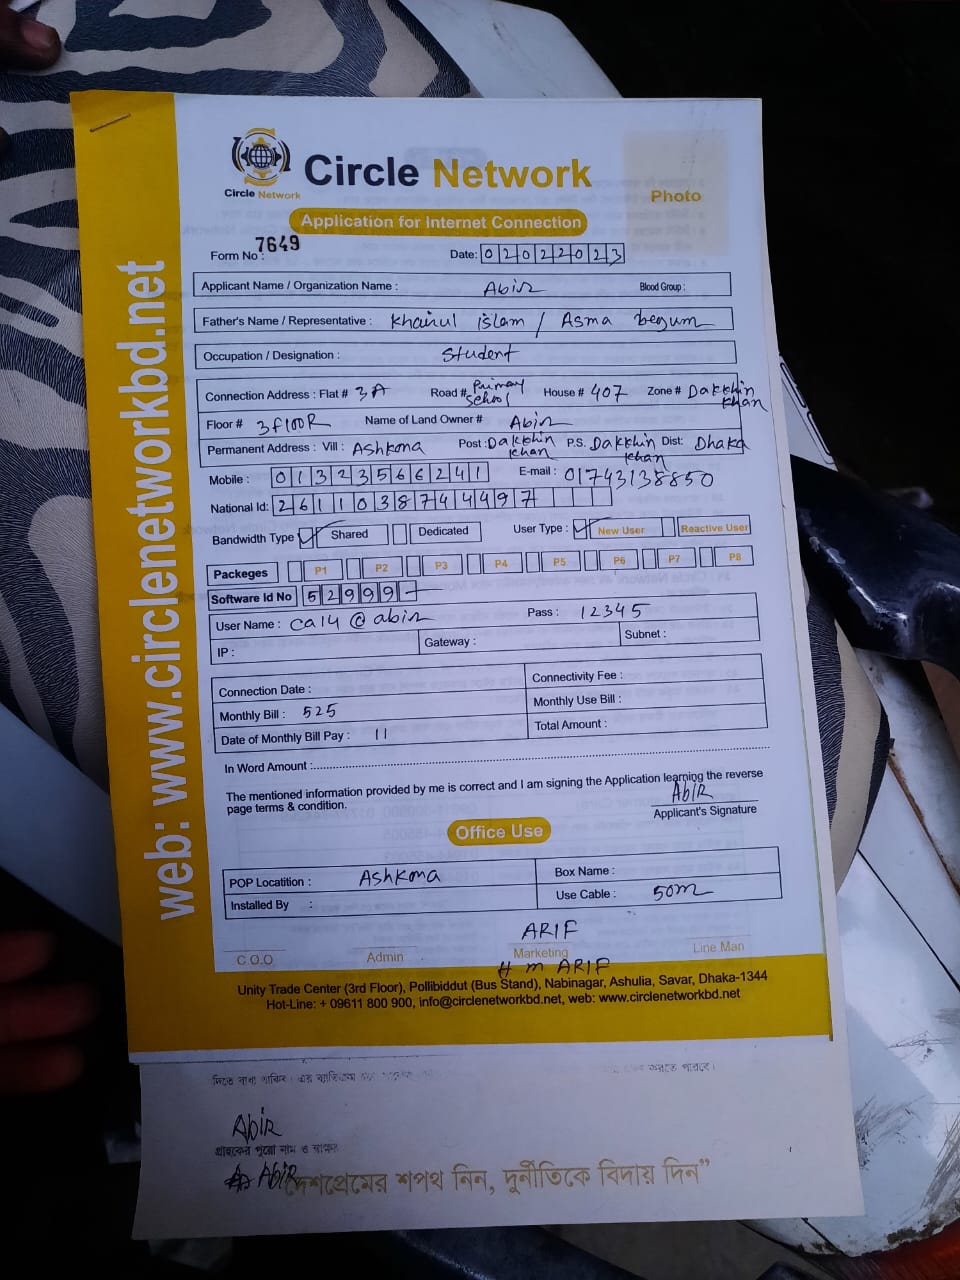 Circle Network
Circle Network
Photo
Application for Internet Connection
Form No : 7649
Date: 02022023
Applicant Name / Organization Name : Abir Blood Group :
Father's Name / Representative : Khairul islam / Asma begum
Occupation / Designation : Student
Connection Address : Flat # 3A Road # Primary School House # 407 Zone # Dakkhin Khan
Floor # 3flooR Name of Land Owner # Abir
Permanent Address : Vill : Ashkona Post : Dakkhin Khan P.S. Dakkhin Khan Dist: Dhaka
Mobile : 01323566241 E-mail : 01743138850
National Id: 2611038744497
Bandwidth Type Shared Dedicated User Type : New User Reactive User
Packeges P1 P2 P3 P4 P5 P6 P7 P8
Software Id No 52999
User Name : ca14@abir Pass : 12345
IP : Gateway : Subnet :
Connection Date : Connectivity Fee :
Monthly Bill : 525 Monthly Use Bill :
Date of Monthly Bill Pay : 11 Total Amount :
In Word Amount :
The mentioned information provided by me is correct and I am signing the Application learning the reverse
page terms & condition.
AbiR
Applicant's Signature
Office Use
POP Locatition : Ashkona Box Name :
Installed By : Use Cable : 50m
ARIF
C.O.O Admin Marketing Line Man
H m ARIF
Unity Trade Center (3rd Floor), Pollibiddut (Bus Stand), Nabinagar, Ashulia, Savar, Dhaka-1344
Hot-Line: + 09611 800 900, info@circlenetworkbd.net, web: www.circlenetworkbd.net
web: www.circlenetworkbd.net
দিতে বাধ্য থাকিব। এর ব্যতিক্রম করতে পারবে।
AbiR
গ্রাহকের পুরো নাম ও স্বাক্ষর
AbiR
দেশপ্রেমের শপথ নিন, দুর্নীতিকে বিদায় দিন”